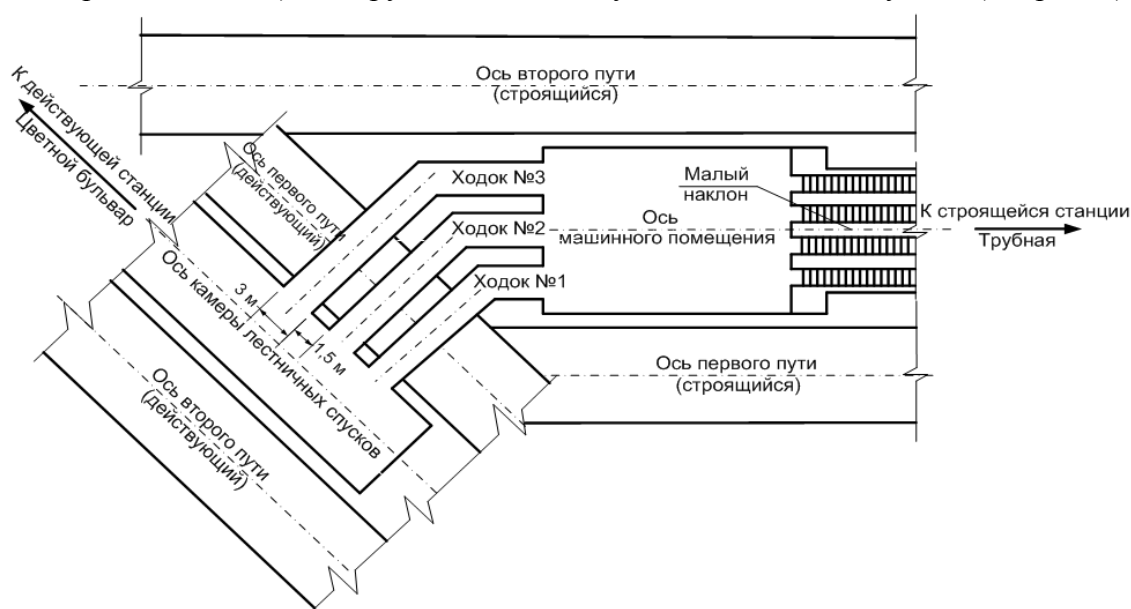 Ось второго пути
(строящийся)
К действующей станции
Цветной бульвар
Ось первого пути
(действующий)
Ходок №3
Ходок №2
Ходок №1
Малый
наклон
Ось
машинного помещения
К строящейся станции
Трубная
Ось камеры лестничных спусков
3 м
1,5 м
Ось первого пути
(строящийся)
Ось второго пути
(действующий)